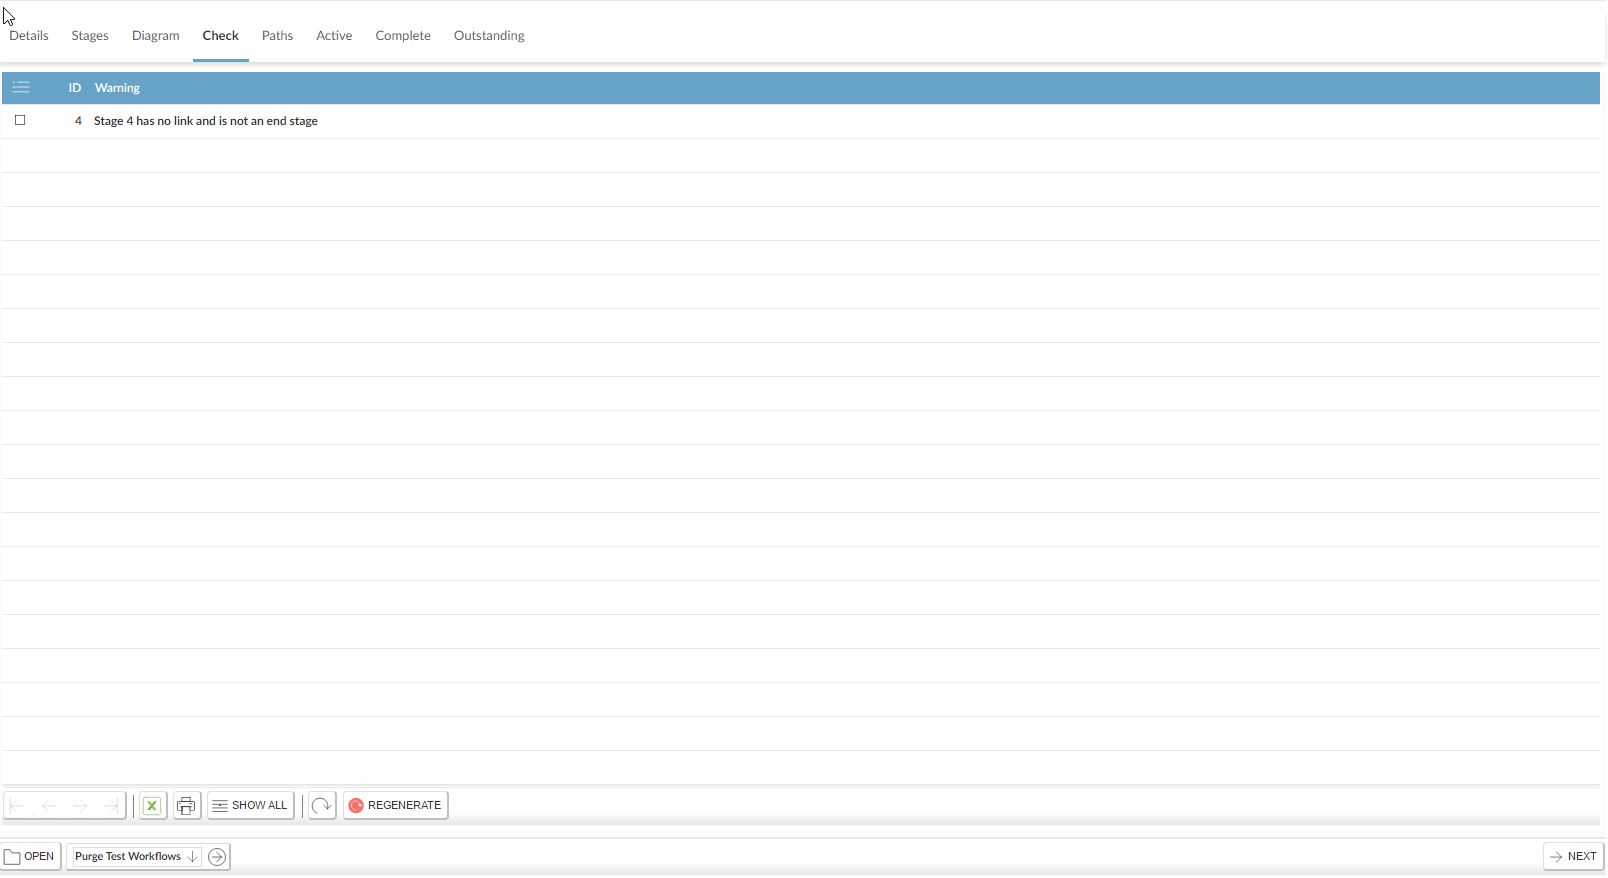 Details Stages Diagram Check Paths Active Complete Outstanding
ID Warning
4 Stage 4 has no link and is not an end stage
SHOW ALL REGENERATE
OPEN Purge Test Workflows NEXT